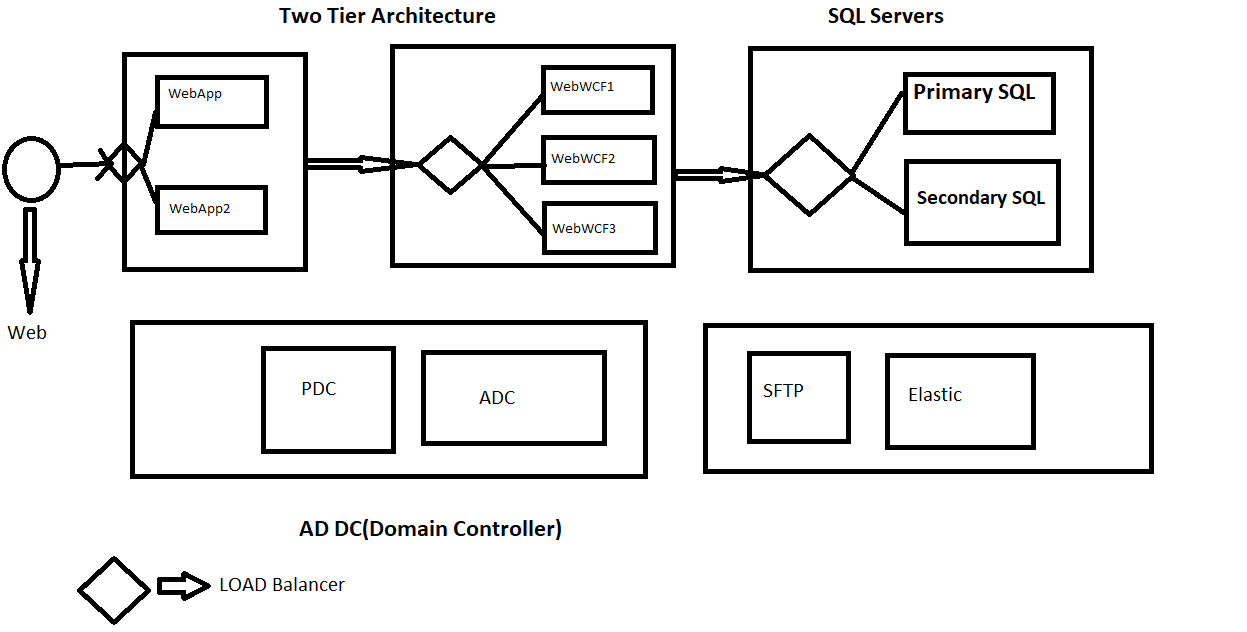 Two Tier Architecture
SQL Servers
WebApp
WebApp2
WebWCF1
WebWCF2
WebWCF3
Primary SQL
Secondary SQL
Web
PDC
ADC
SFTP
Elastic
AD DC(Domain Controller)
LOAD Balancer